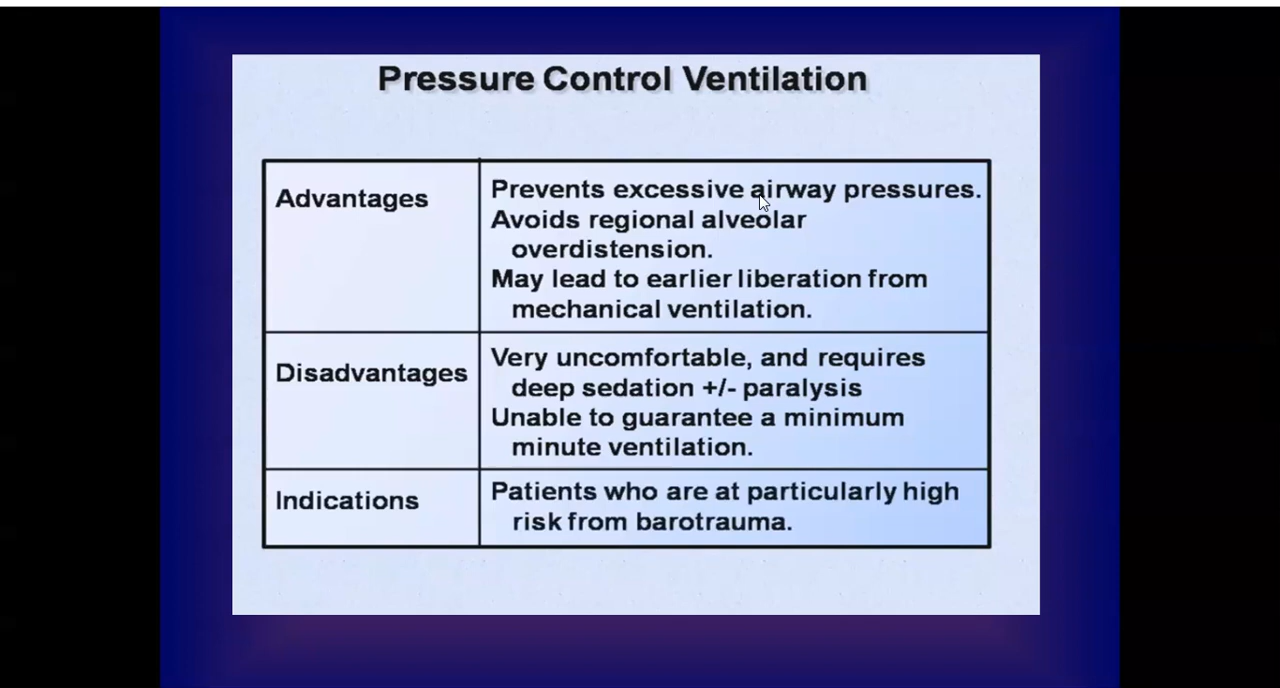 Pressure Control Ventilation
Advantages
Prevents excessive airway pressures.
Avoids regional alveolar
overdistension.
May lead to earlier liberation from
mechanical ventilation.
Disadvantages
Very uncomfortable, and requires
deep sedation +/- paralysis
Unable to guarantee a minimum
minute ventilation.
Indications
Patients who are at particularly high
risk from barotrauma.